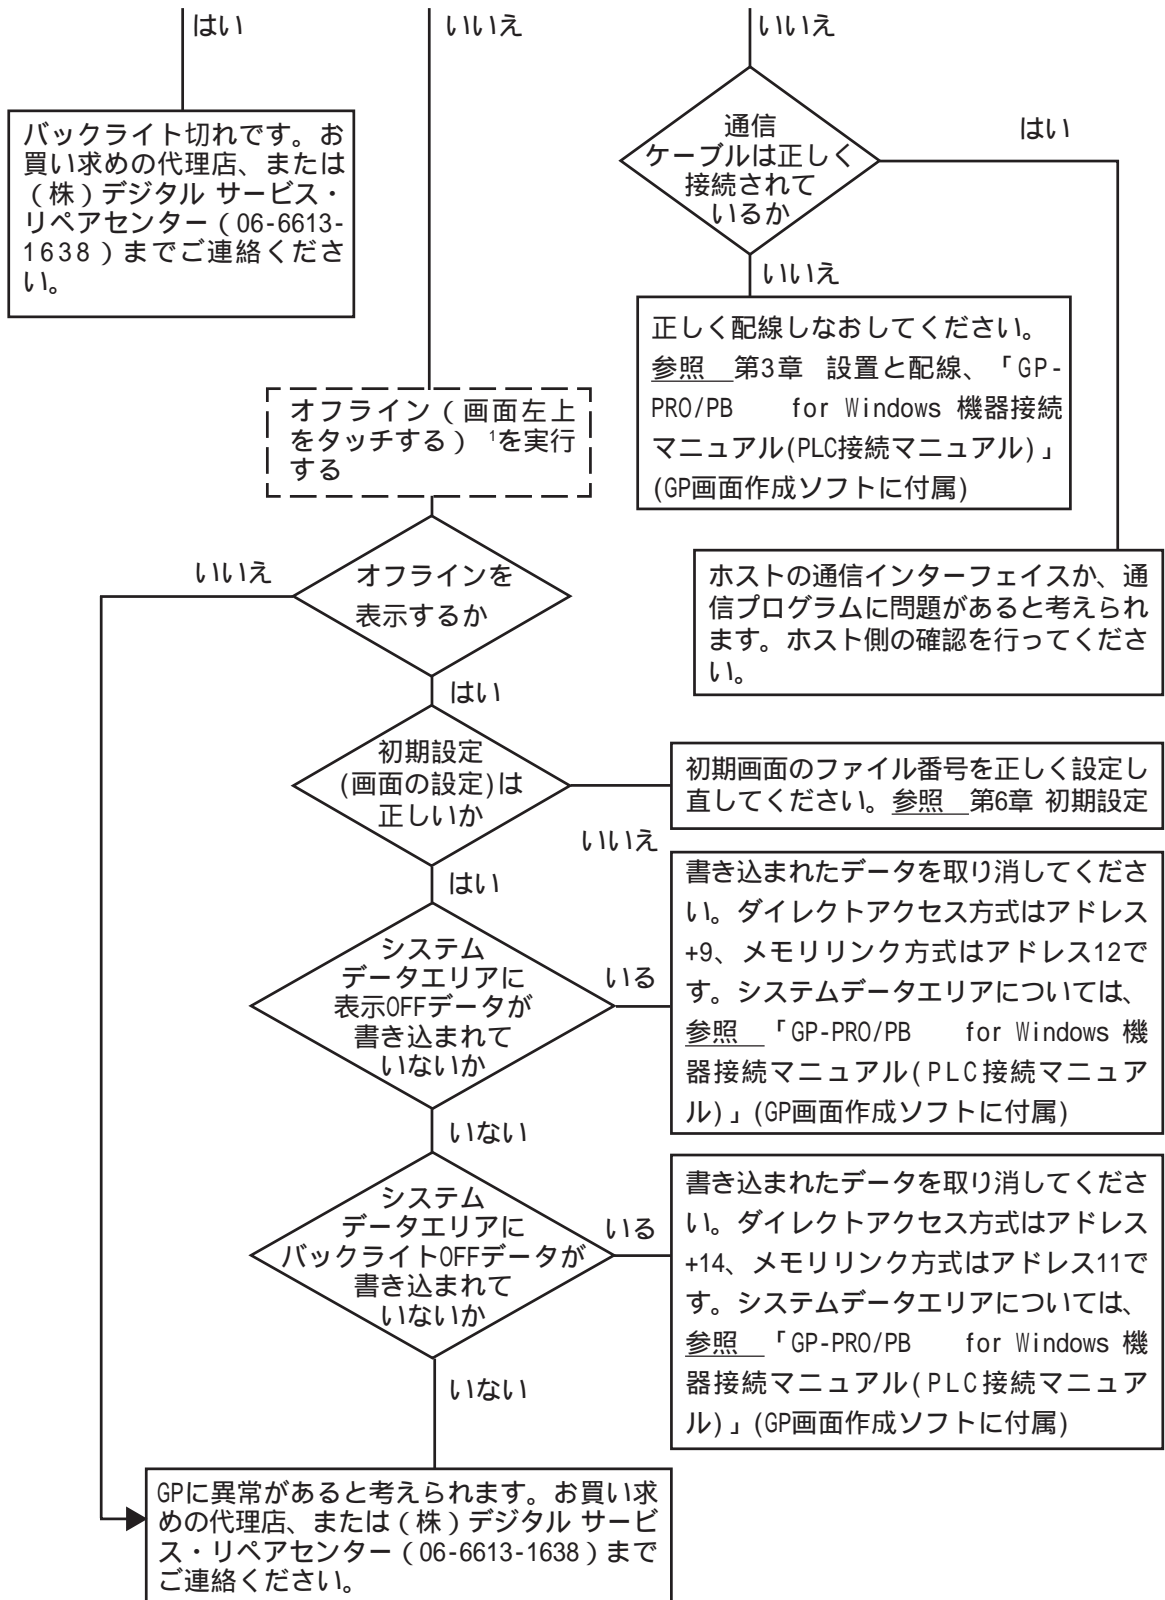 はい
いいえ
いいえ
バックライト切れです。お
買い求めの代理店、または
(株)デジタル サービス・
リペアセンター(06-6613-
1638)までご連絡くださ
い。
通信
ケーブルは正しく
接続されて
いるか
はい
いいえ
正しく配線しなおしてください。
参照 第3章 設置と配線、「GP-
PRO/PB for Windows 機器接続
マニュアル(PLC接続マニュアル)」
(GP画面作成ソフトに付属)
オフライン(画面左上
をタッチする) 1を実行
する
ホストの通信インターフェイスか、通
信プログラムに問題があると考えられ
ます。ホスト側の確認を行ってくださ
い。
いいえ
オフラインを
表示するか
はい
初期設定
(画面の設定)は
正しいか
いいえ
初期画面のファイル番号を正しく設定し
直してください。参照 第6章 初期設定
はい
システム
データエリアに
表示OFFデータが
書き込まれて
いないか
いる
書き込まれたデータを取り消してくださ
い。ダイレクトアクセス方式はアドレス
+9、メモリリンク方式はアドレス12で
す。システムデータエリアについては、
参照 「GP-PRO/PB for Windows 機
器接続マニュアル(PLC接続マニュア
ル)」(GP画面作成ソフトに付属)
いない
システム
データエリアに
バックライトOFFデータが
書き込まれて
いないか
いる
書き込まれたデータを取り消してくださ
い。ダイレクトアクセス方式はアドレス
+14、メモリリンク方式はアドレス11で
す。システムデータエリアについては、
参照 「GP-PRO/PB for Windows 機
器接続マニュアル(PLC接続マニュア
ル)」(GP画面作成ソフトに付属)
いない
GPに異常があると考えられます。お買い求
めの代理店、または(株)デジタル サービ
ス・リペアセンター(06-6613-1638)まで
ご連絡ください。